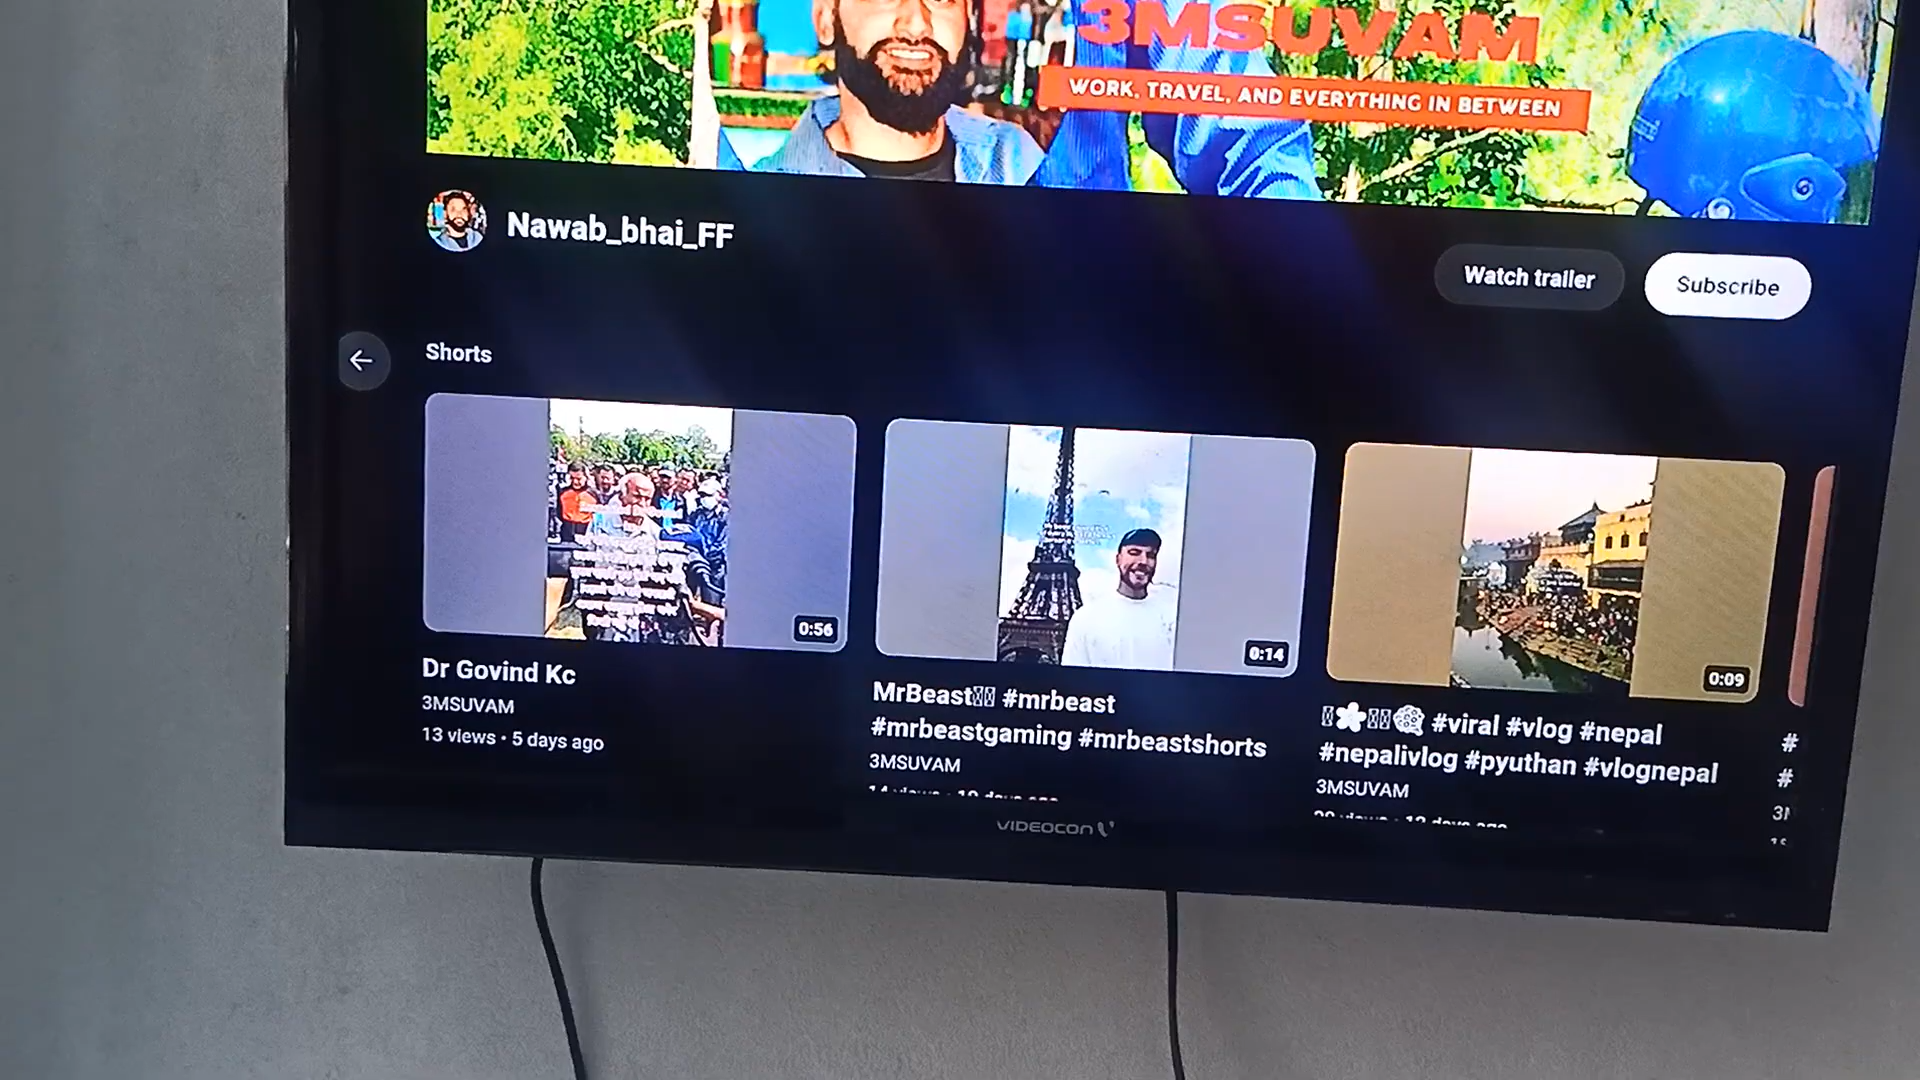 3MSUVAM
WORK, TRAVEL, AND EVERYTHING IN BETWEEN
Nawab_bhai_FF
Watch trailer
Subscribe
Shorts
0:56
0:14
0:09
Dr Govind Kc
3MSUVAM
13 views • 5 days ago
MrBeast #mrbeast
#mrbeastgaming #mrbeastshorts
3MSUVAM
#viral #vlog #nepal
#nepalivlog #pyuthan #vlognepal
3MSUVAM
#
#
VIDEOCON